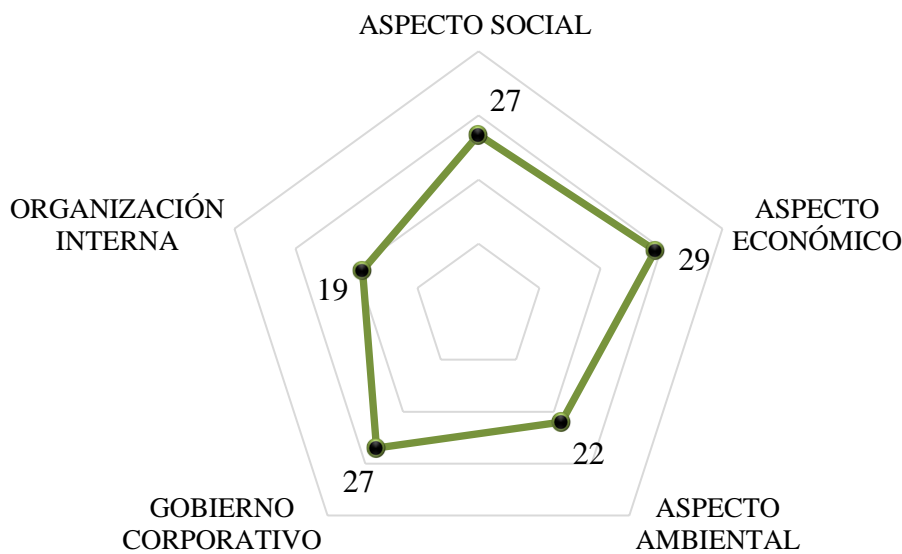 ASPECTO SOCIAL
27
ASPECTO
ECONÓMICO
29
ASPECTO
AMBIENTAL
22
GOBIERNO
CORPORATIVO
27
ORGANIZACIÓN
INTERNA
19